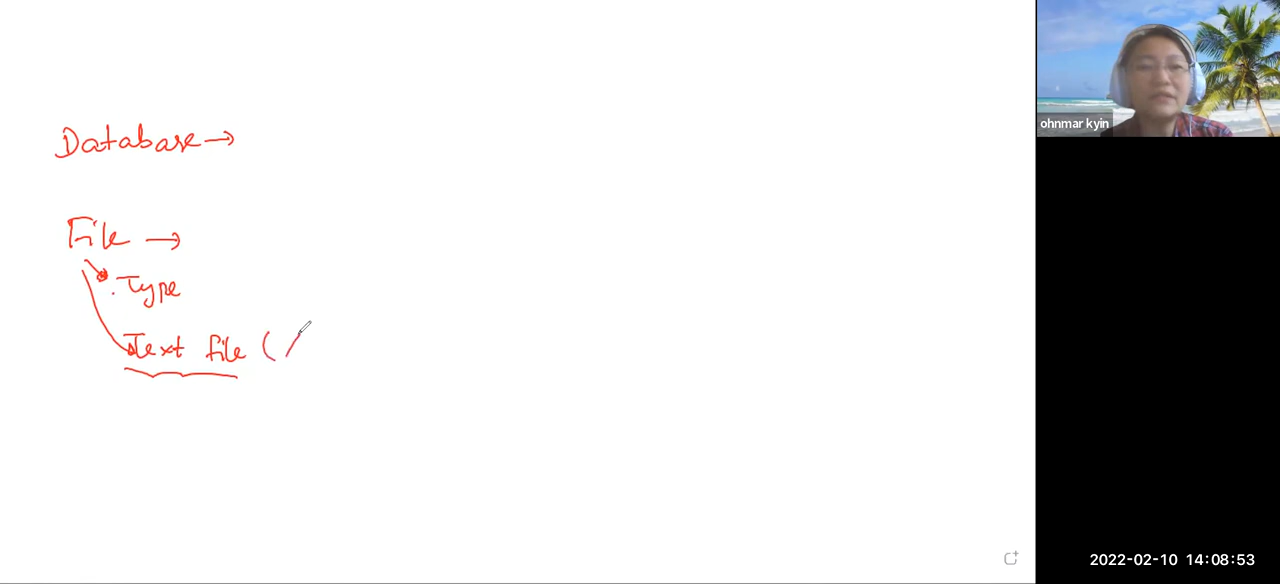 Database →
File →
. Type
Text file (
ohnmar kyin
2022-02-10 14:08:53